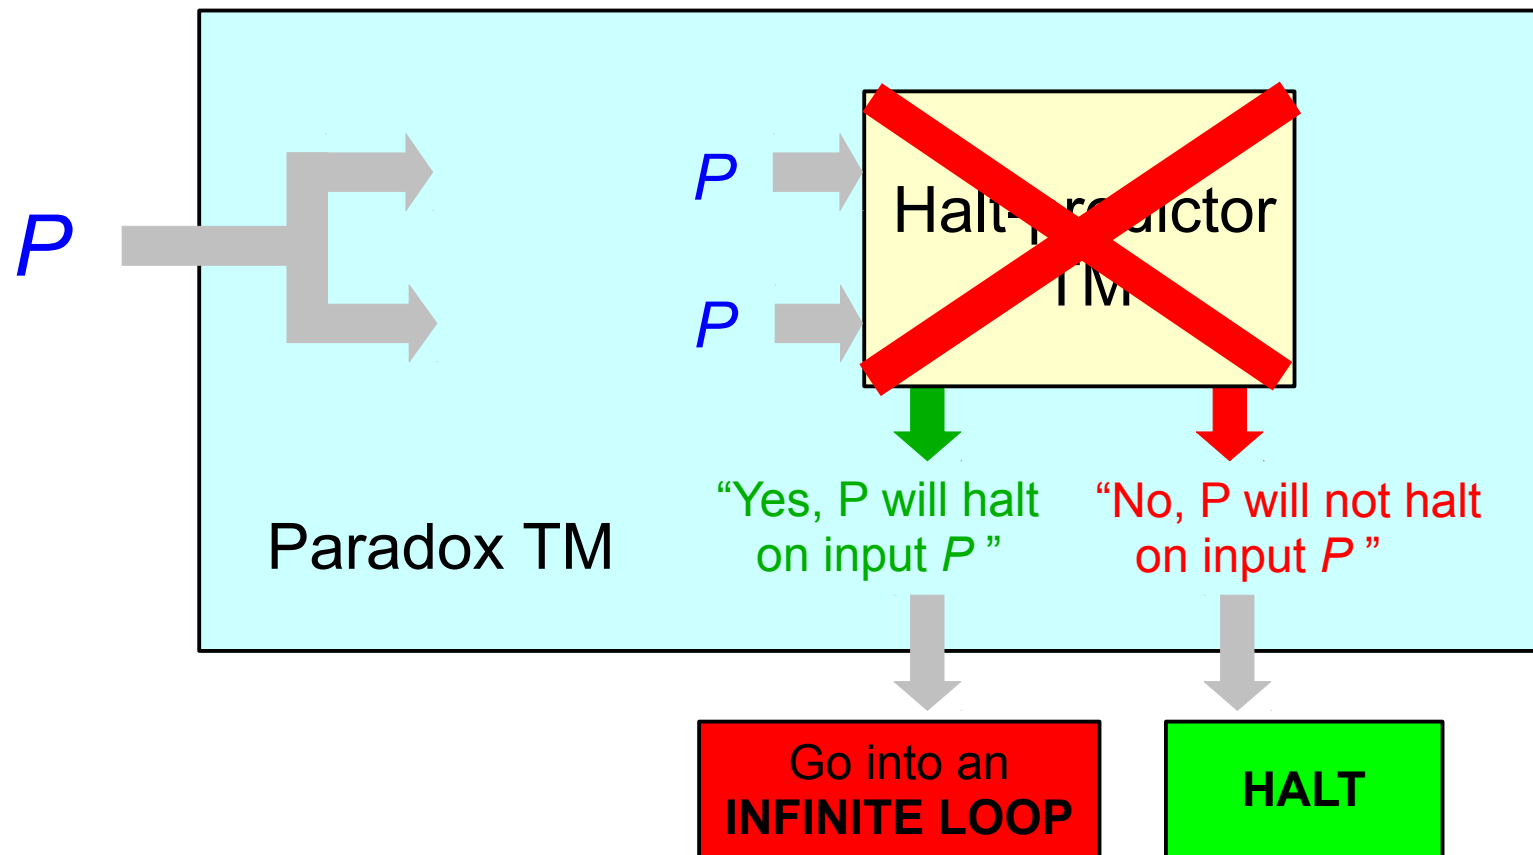 P
P
P
Halt-predictor
TM
“Yes, P will halt
on input P ”
“No, P will not halt
on input P ”
Paradox TM
Go into an
INFINITE LOOP
HALT